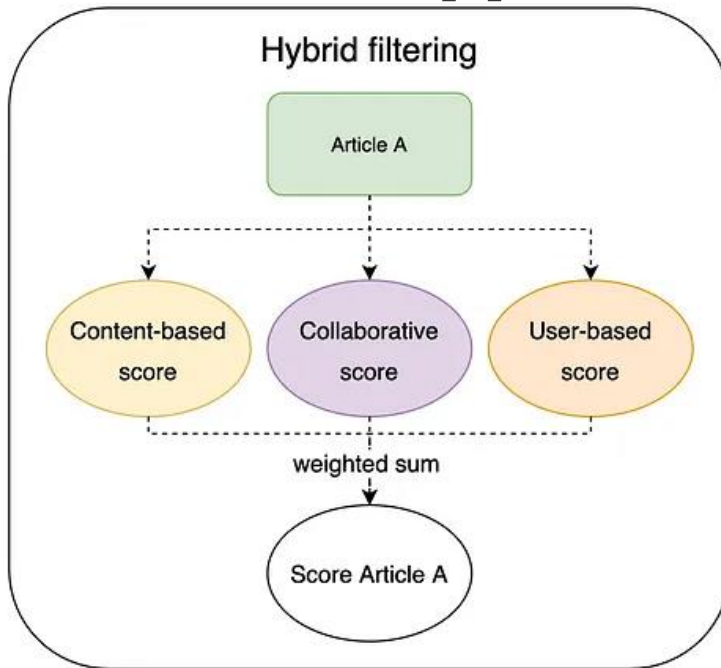 Hybrid filtering
Article A
Content-based
score
Collaborative
score
User-based
score
weighted sum
Score Article A